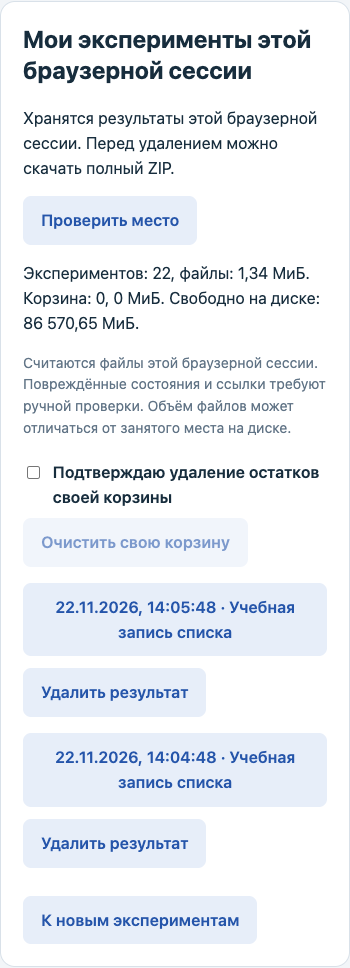 Мои эксперименты этой
браузерной сессии
Хранятся результаты этой браузерной
сессии. Перед удалением можно
скачать полный ZIP.
Проверить место
Экспериментов: 22, файлы: 1,34 МиБ.
Корзина: 0, 0 МиБ. Свободно на диске:
86 570,65 МиБ.
Считаются файлы этой браузерной сессии.
Повреждённые состояния и ссылки требуют
ручной проверки. Объём файлов может
отличаться от занятого места на диске.
Подтверждаю удаление остатков
своей корзины
Очистить свою корзину
22.11.2026, 14:05:48 · Учебная
запись списка
Удалить результат
22.11.2026, 14:04:48 · Учебная
запись списка
Удалить результат
К новым экспериментам